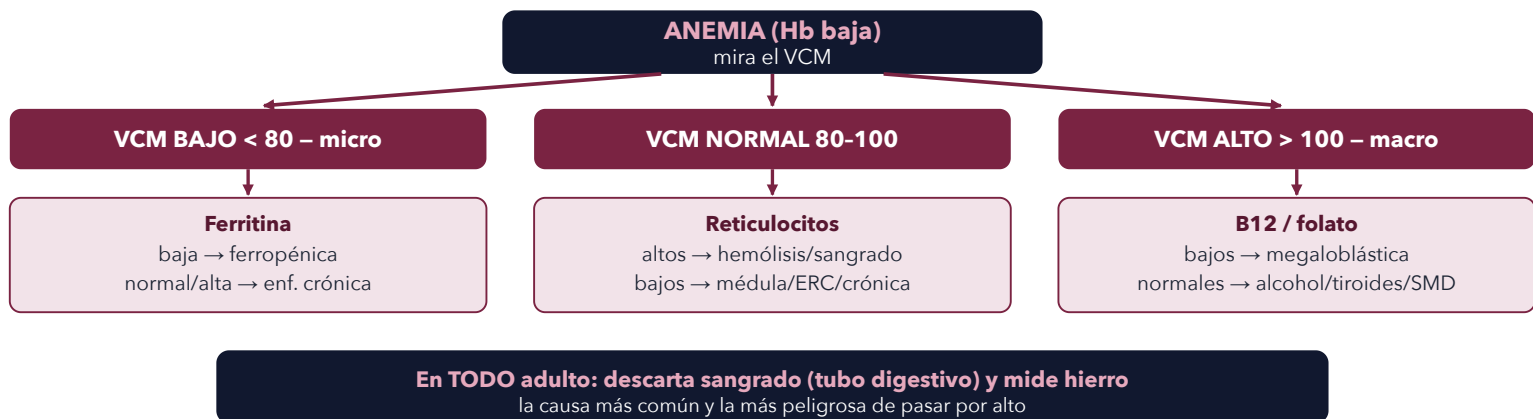 ANEMIA (Hb baja)
mira el VCM
VCM BAJO < 80 – micro
VCM NORMAL 80–100
VCM ALTO > 100 – macro
Ferritina
baja → ferropénica
normal/alta → enf. crónica
Reticulocitos
altos → hemólisis/sangrado
bajos → médula/ERC/crónica
B12 / folato
bajos → megaloblástica
normales → alcohol/tiroides/SMD
En TODO adulto: descarta sangrado (tubo digestivo) y mide hierro
la causa más común y la más peligrosa de pasar por alto